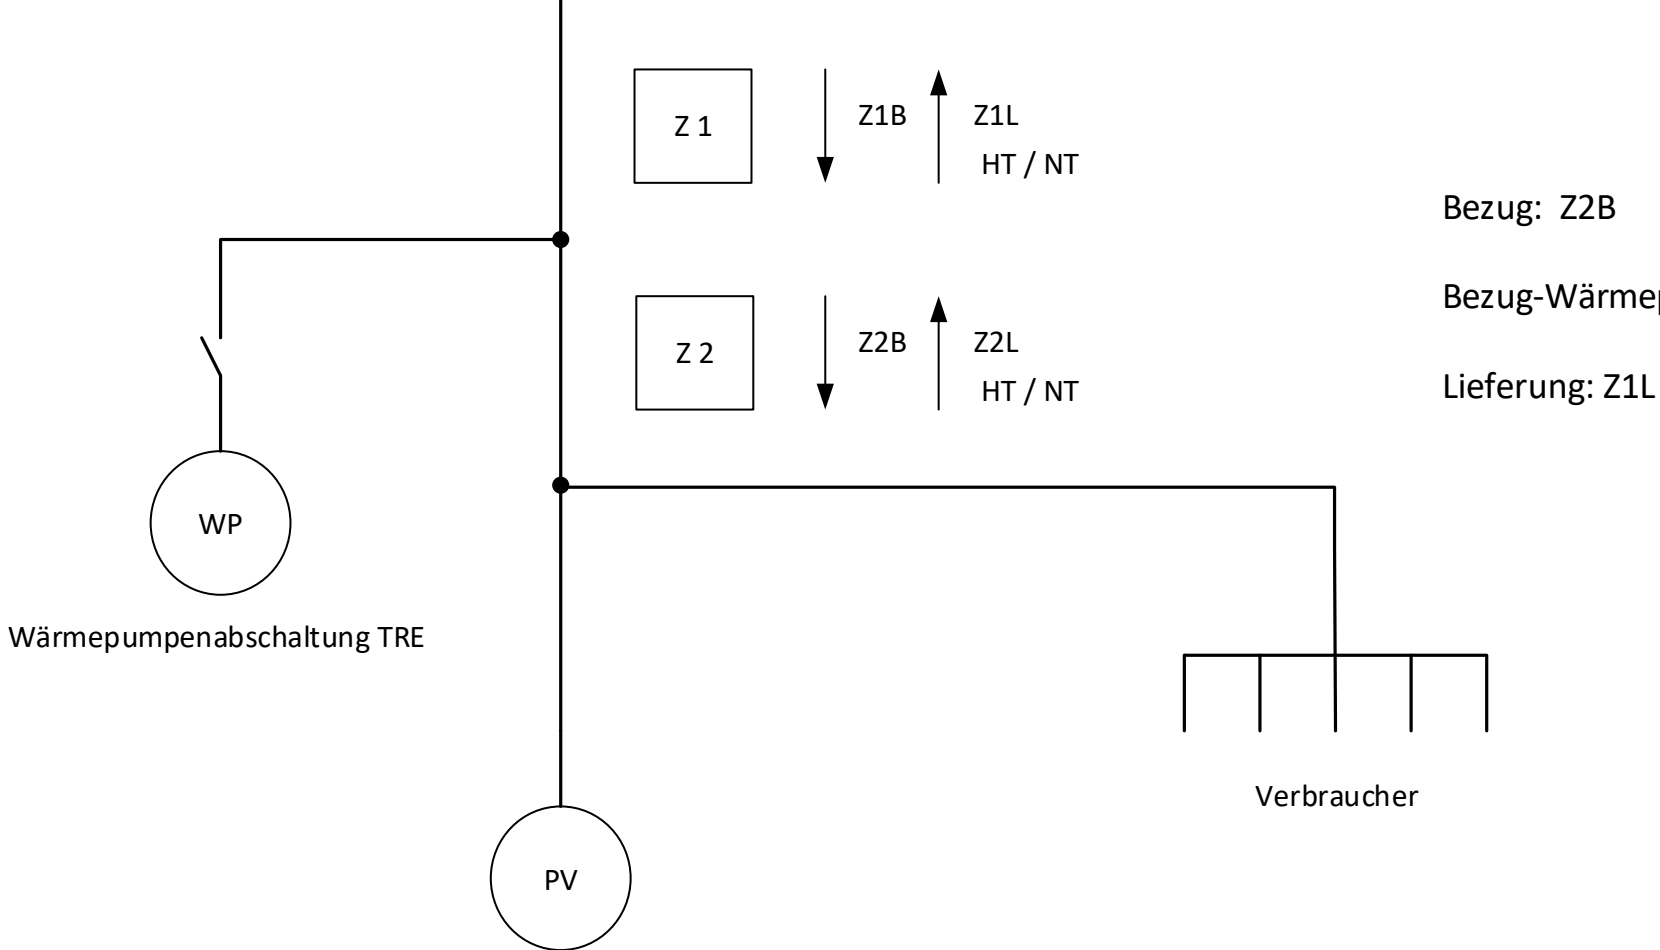 Z 1
Z1B
Z1L
HT / NT
Bezug: Z2B
Z 2
Z2B
Z2L
HT / NT
Lieferung: Z1L
WP
Wärmepumpenabschaltung TRE
Verbraucher
PV